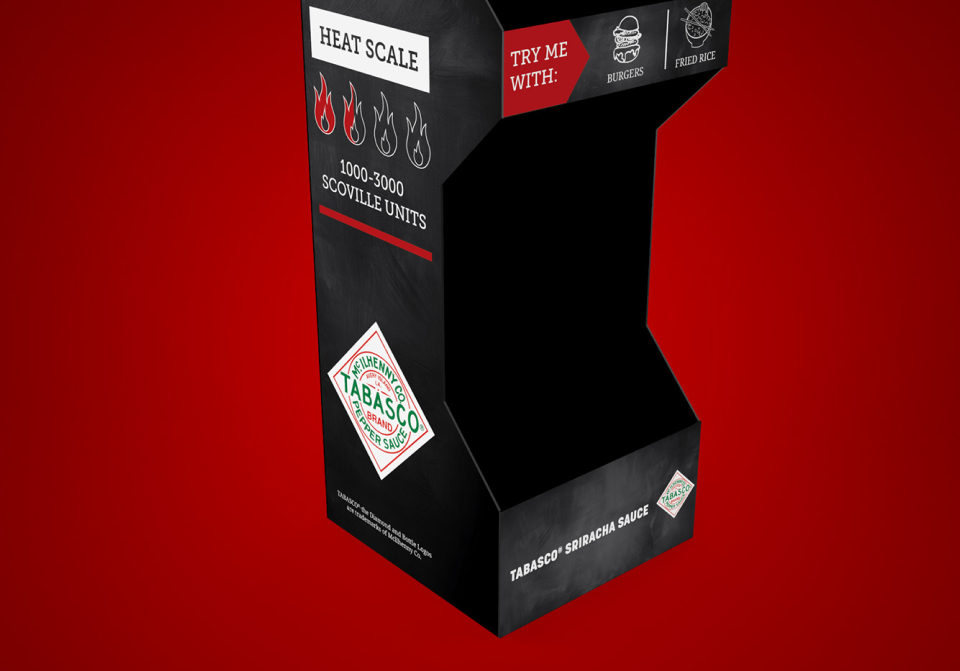 HEAT SCALE
1000-3000
SCOVILLE UNITS
McILHENNY CO.
AVERY ISLAND
LA.
TABASCO®
BRAND
PEPPER SAUCE
TABASCO® the Diamond and Bottle Logos
are trademarks of McIlhenny Co.
TRY ME
WITH:
BURGERS
FRIED RICE
TABASCO® SRIRACHA SAUCE
TABASCO